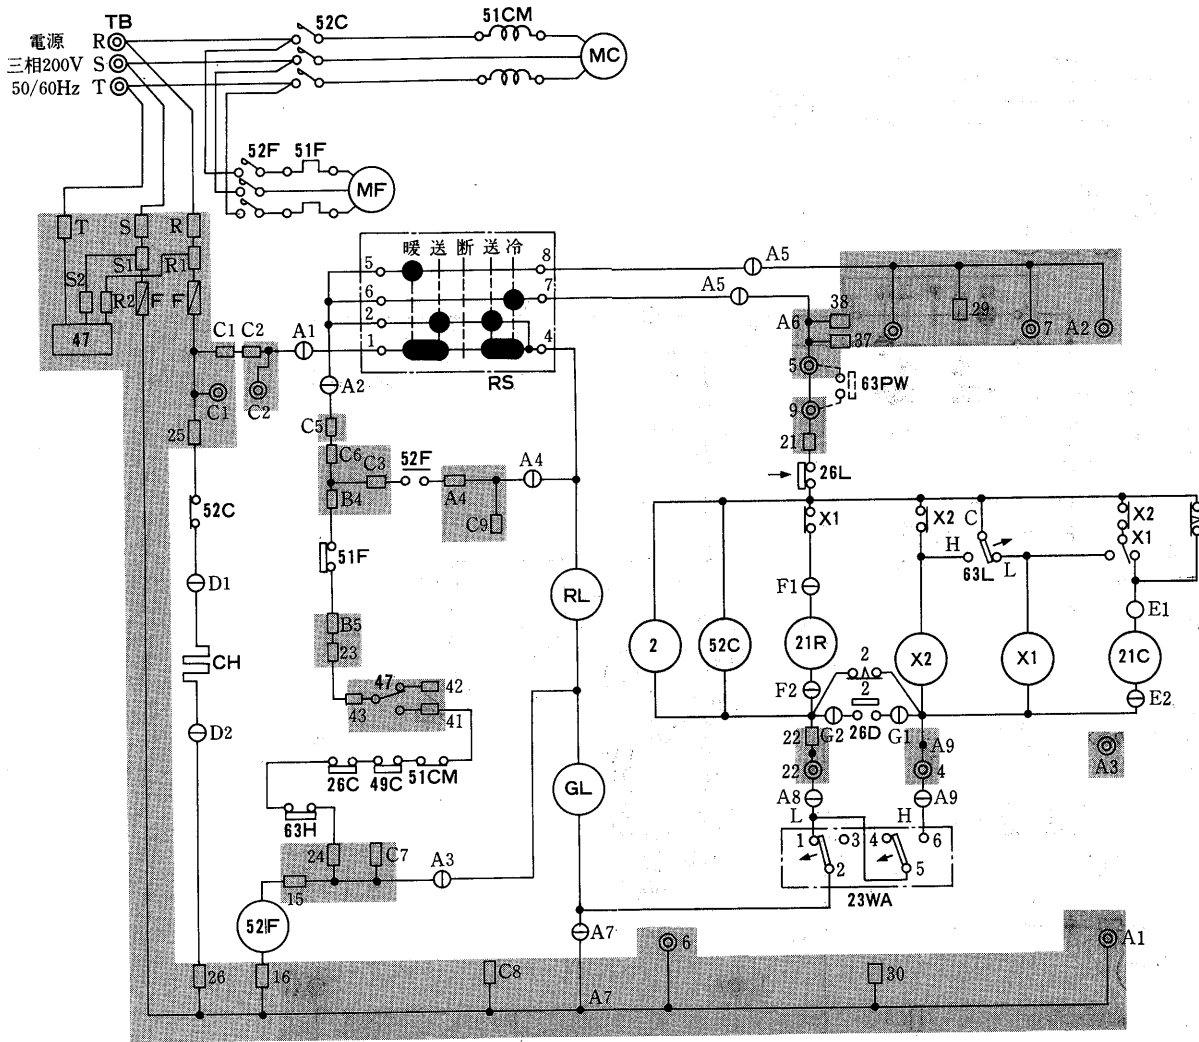 TB
電源
三相200V
50/60Hz
R
S
T
52C
51CM
MC
52F
51F
MF
T
S
R
S1
R1
S2
R2
F
F
47
暖 送 断 送 冷
5
8
6
7
2
1
4
RS
C1
C2
A1
A2
C1
C2
25
C5
C6
C3
52F
A4
A4
B4
C9
52C
51F
D1
CH
D2
B5
23
47
42
43
41
26C
49C
51CM
63H
24
C7
A3
15
52F
26
16
C8
RL
GL
A7
A7
A5
A5
38
A6
37
29
7
A2
5
63PW
9
21
26L
X1
X2
C
H
63L
L
X2
X1
F1
E1
2
52C
21R
X2
X1
21C
F2
E2
2
2
22
G2
26D
G1
A9
22
4
A3
A8
A9
L
H
1
3
4
6
2
5
23WA
6
30
A1